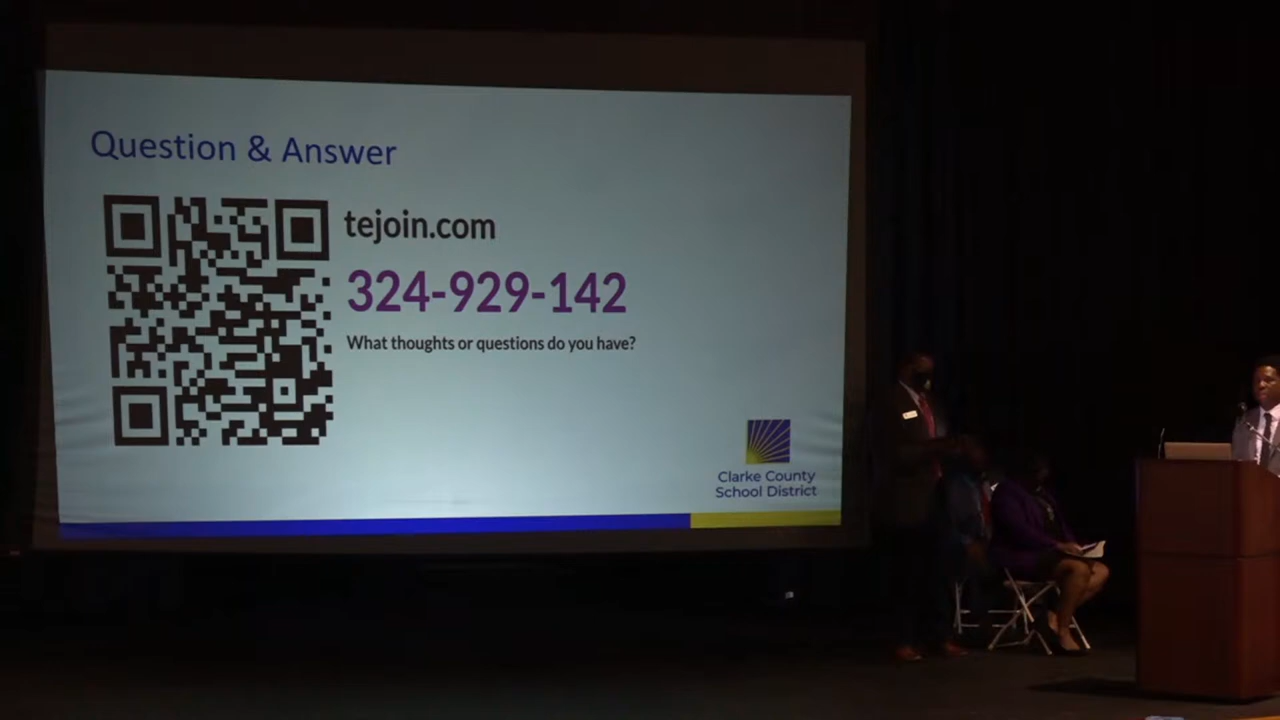 Question & Answer
tejoin.com
324-929-142
What thoughts or questions do you have?
Clarke County
School District